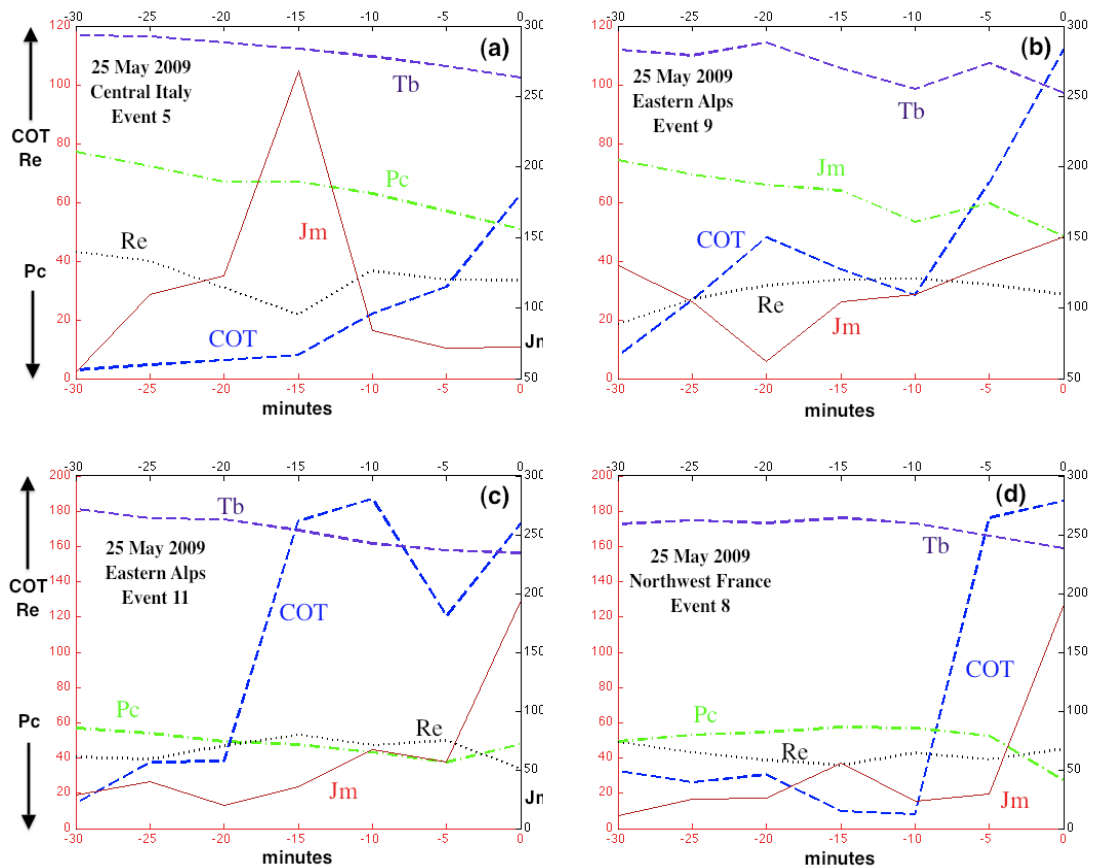 -30 -25 -20 -15 -10 -5 0
120 300
(a)
25 May 2009
Central Italy
Event 5
Tb
100 250
COT
Re
80 200
Pc
60 Jm 150
Re
Pc
40 100
COT
20 Jm
0 50
-30 -25 -20 -15 -10 -5 0
minutes
-30 -25 -20 -15 -10 -5 0
120 300
(b)
25 May 2009
Eastern Alps
Event 9
Tb
100 250
80 200
Jm
60 150
COT
40 100
Re
Jm
20
0 50
-30 -25 -20 -15 -10 -5 0
minutes
-30 -25 -20 -15 -10 -5 0
200 300
(c)
Tb
180
25 May 2009
Eastern Alps
Event 11
160 250
COT
Re
140 200
120
COT
100 150
80
Pc
Pc
60 100
Re
40 50
20 Jm Jm
0 0
-30 -25 -20 -15 -10 -5 0
minutes
-30 -25 -20 -15 -10 -5 0
200 300
(d)
180
Tb
160 250
25 May 2009
Northwest France
Event 8
140 200
120
100 150
COT
80
Pc
60 100
Re
40 50
20 Jm
0 0
-30 -25 -20 -15 -10 -5 0
minutes